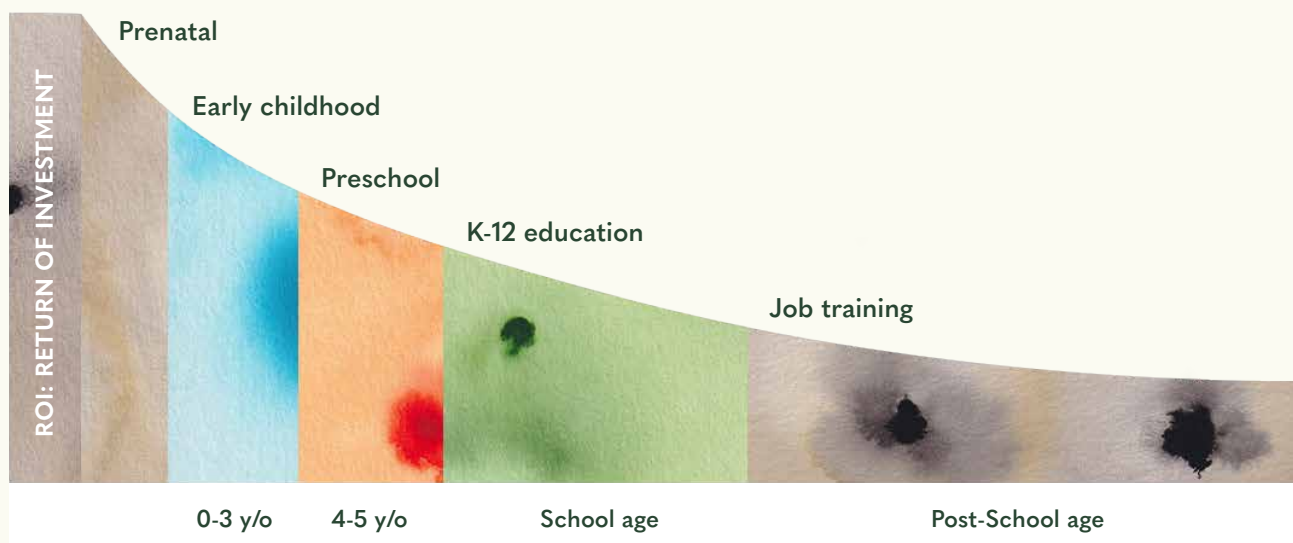 Prenatal
Early childhood
Preschool
K-12 education
Job training
ROI: RETURN OF INVESTMENT
0-3 y/o
4-5 y/o
School age
Post-School age